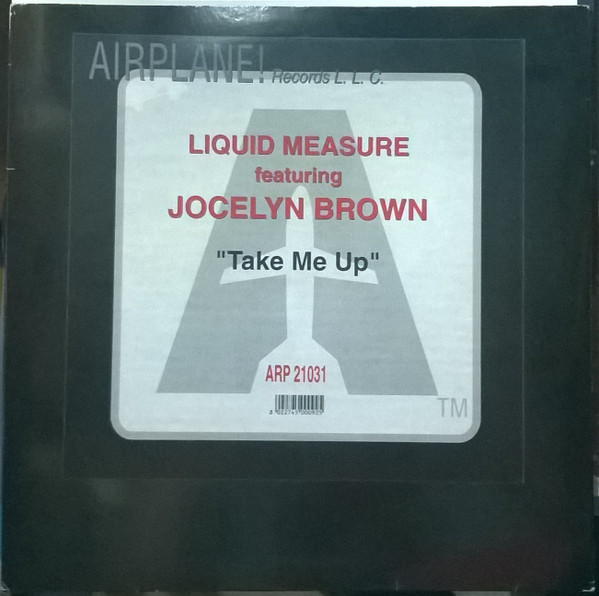 AIRPLANE! Records L. L. C.
LIQUID MEASURE
featuring
JOCELYN BROWN
"Take Me Up"
ARP 21031
TM